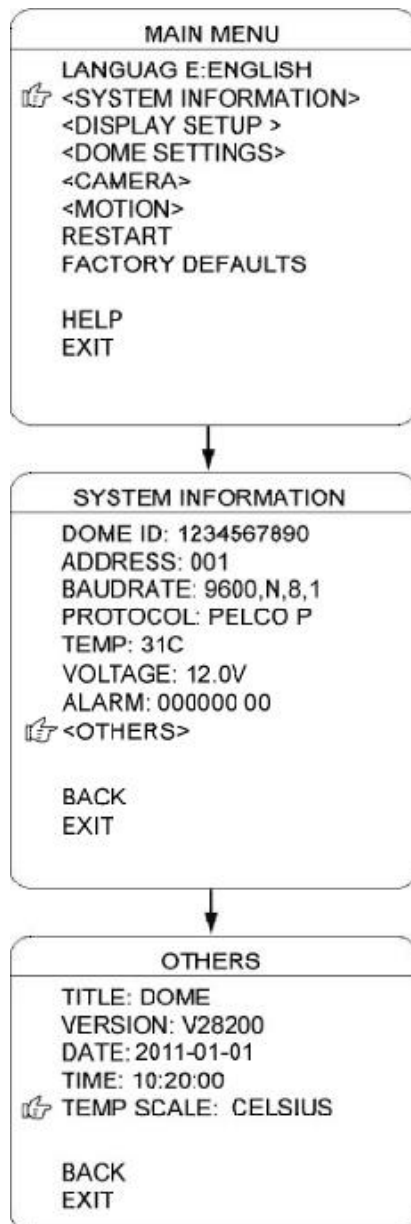 MAIN MENU
LANGUAG E:ENGLISH
<SYSTEM INFORMATION>
<DISPLAY SETUP >
<DOME SETTINGS>
<CAMERA>
<MOTION>
RESTART
FACTORY DEFAULTS
HELP
EXIT
SYSTEM INFORMATION
DOME ID: 1234567890
ADDRESS: 001
BAUDRATE: 9600,N,8,1
PROTOCOL: PELCO P
TEMP: 31C
VOLTAGE: 12.0V
ALARM: 000000 00
<OTHERS>
BACK
EXIT
OTHERS
TITLE: DOME
VERSION: V28200
DATE: 2011-01-01
TIME: 10:20:00
TEMP SCALE: CELSIUS
BACK
EXIT